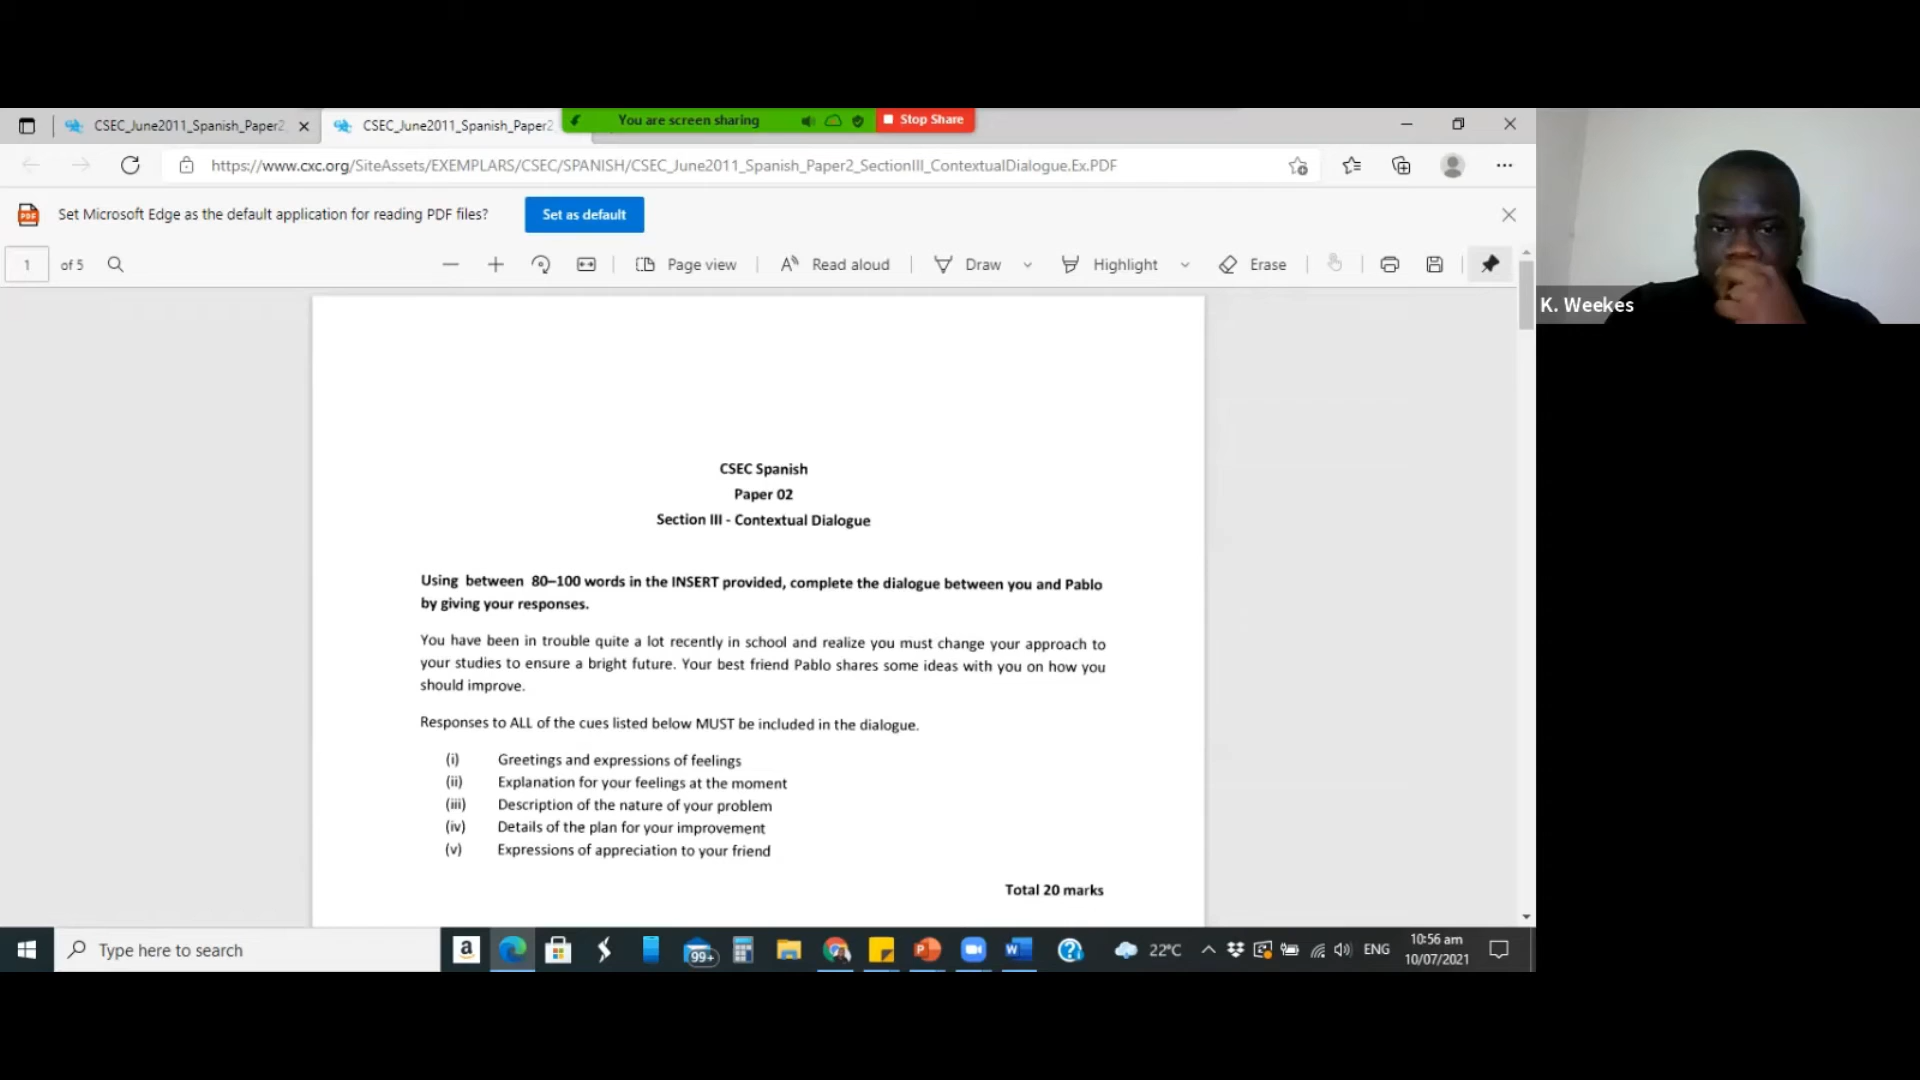 CSEC_June2011_Spanish_Paper2
CSEC_June2011_Spanish_Paper2
You are screen sharing
Stop Share
https://www.cxc.org/SiteAssets/EXEMPLARS/CSEC/SPANISH/CSEC_June2011_Spanish_Paper2_SectionIII_ContextualDialogue.Ex.PDF
PDF
Set Microsoft Edge as the default application for reading PDF files?
Set as default
1 of 5
Page view
Read aloud
Draw
Highlight
Erase
K. Weekes
CSEC Spanish
Paper 02
Section III - Contextual Dialogue
Using between 80–100 words in the INSERT provided, complete the dialogue between you and Pablo
by giving your responses.
You have been in trouble quite a lot recently in school and realize you must change your approach to
your studies to ensure a bright future. Your best friend Pablo shares some ideas with you on how you
should improve.
Responses to ALL of the cues listed below MUST be included in the dialogue.
(i) Greetings and expressions of feelings
(ii) Explanation for your feelings at the moment
(iii) Description of the nature of your problem
(iv) Details of the plan for your improvement
(v) Expressions of appreciation to your friend
Total 20 marks
Type here to search
99+
22°C
ENG
10:56 am
10/07/2021